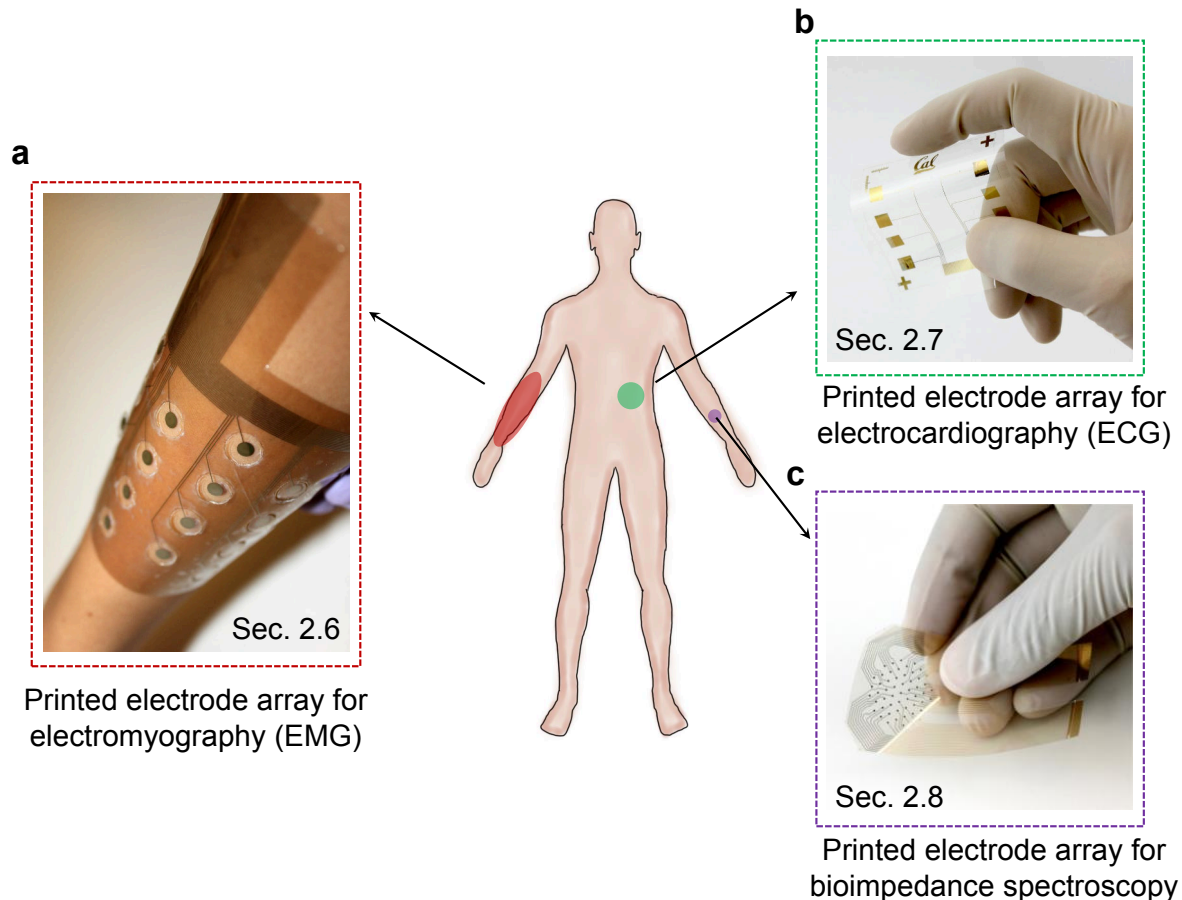 a
Sec. 2.6
Printed electrode array for
electromyography (EMG)
b
Cal
Sec. 2.7
Printed electrode array for
electrocardiography (ECG)
c
Sec. 2.8
Printed electrode array for
bioimpedance spectroscopy